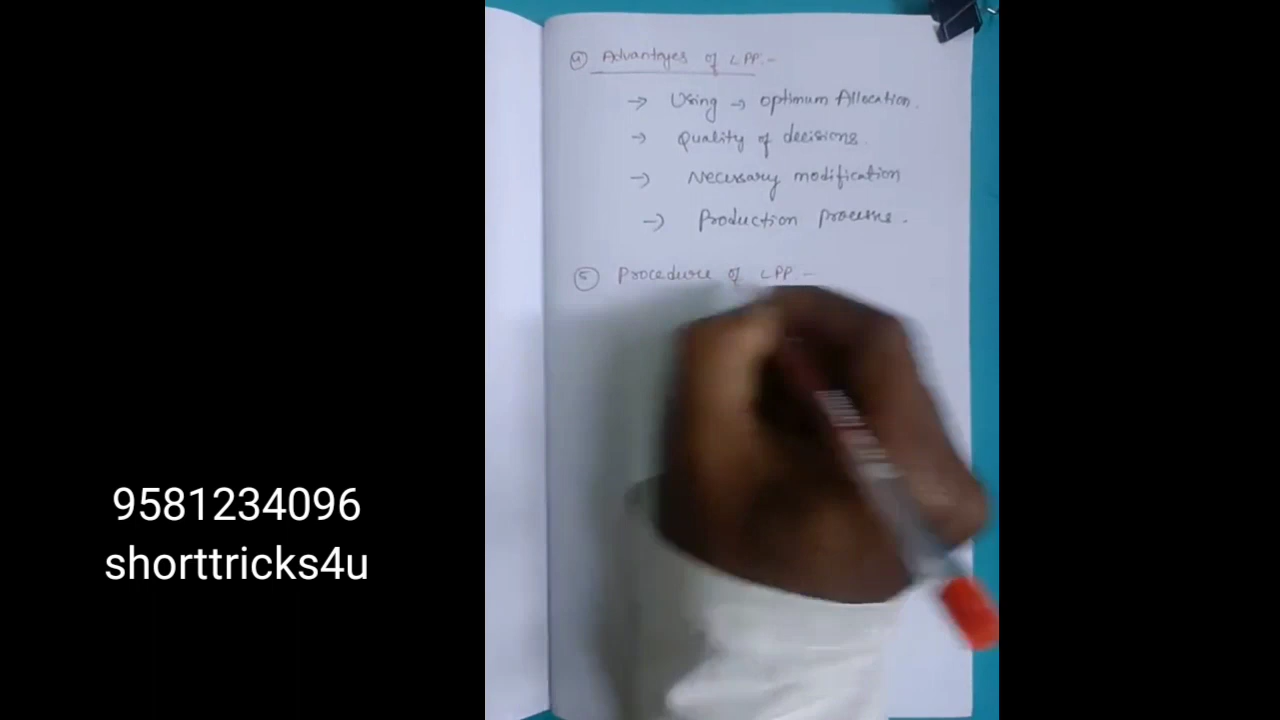 ④ Advantages of LPP :-
→ Using → optimum Allocation.
→ Quality of decisions.
→ Necessary modification
→ Production process.
⑤ Procedure of LPP :-
9581234096
shorttricks4u